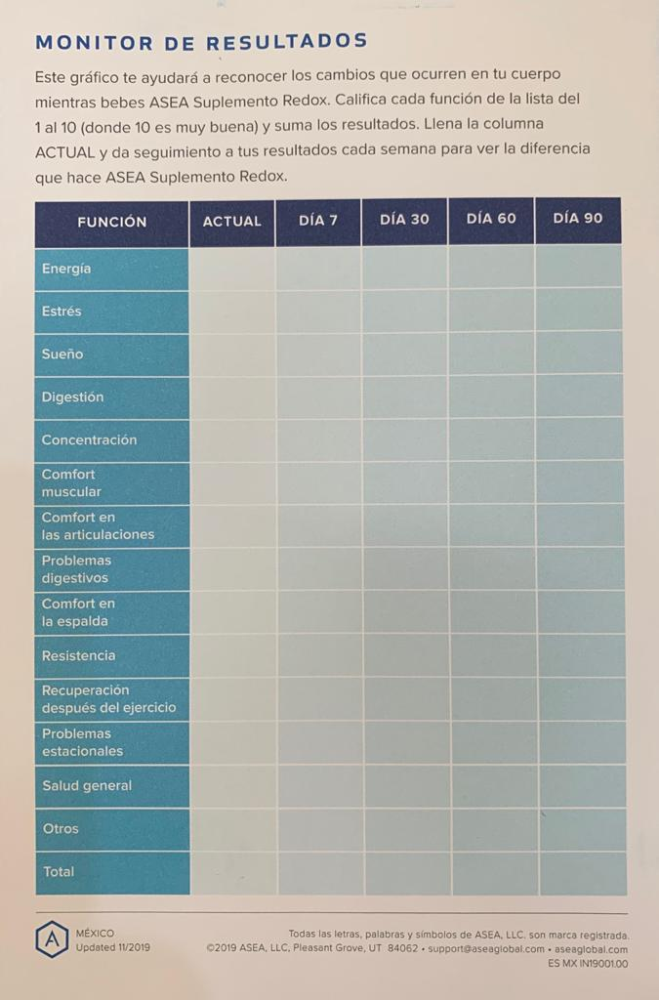 MONITOR DE RESULTADOS
Este gráfico te ayudará a reconocer los cambios que ocurren en tu cuerpo
mientras bebes ASEA Suplemento Redox. Califica cada función de la lista del
1 al 10 (donde 10 es muy buena) y suma los resultados. Llena la columna
ACTUAL y da seguimiento a tus resultados cada semana para ver la diferencia
que hace ASEA Suplemento Redox.
FUNCIÓN ACTUAL DÍA 7 DÍA 30 DÍA 60 DÍA 90
Energía
Estrés
Sueño
Digestión
Concentración
Comfort
muscular
Comfort en
las articulaciones
Problemas
digestivos
Comfort en
la espalda
Resistencia
Recuperación
después del ejercicio
Problemas
estacionales
Salud general
Otros
Total
A
MÉXICO
Updated 11/2019
Todas las letras, palabras y símbolos de ASEA, LLC. son marca registrada.
©2019 ASEA, LLC, Pleasant Grove, UT 84062 • support@aseaglobal.com • aseaglobal.com
ES MX IN19001.00